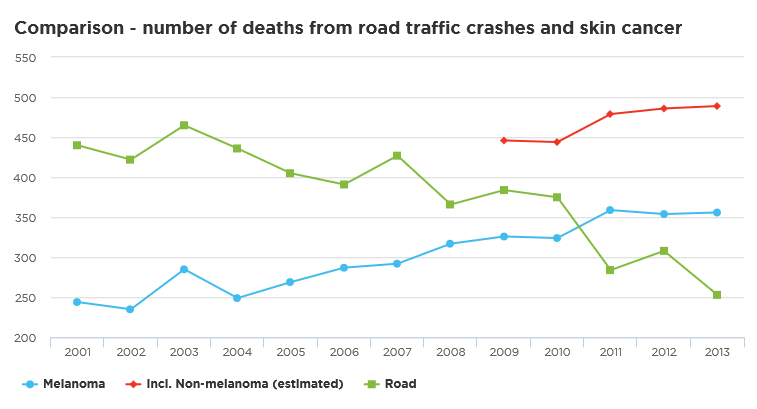 Comparison - number of deaths from road traffic crashes and skin cancer
550
500
450
400
350
300
250
200
2001 2002 2003 2004 2005 2006 2007 2008 2009 2010 2011 2012 2013
Melanoma Incl. Non-melanoma (estimated) Road